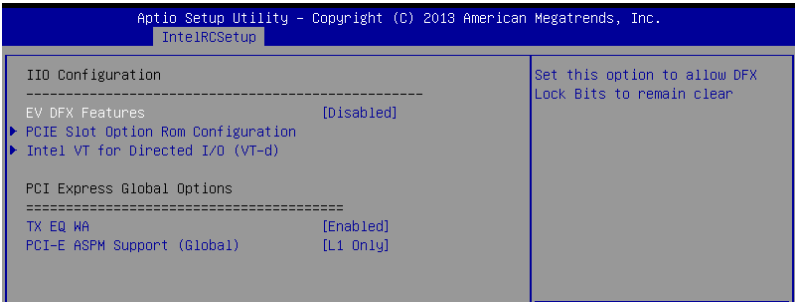 Aptio Setup Utility – Copyright (C) 2013 American Megatrends, Inc.
IntelRCSetup
IIO Configuration
--------------------------------------------------
EV DFX Features [Disabled]
PCIE Slot Option Rom Configuration
Intel VT for Directed I/O (VT-d)
PCI Express Global Options
========================================
TX EQ WA [Enabled]
PCI-E ASPM Support (Global) [L1 Only]
Set this option to allow DFX
Lock Bits to remain clear